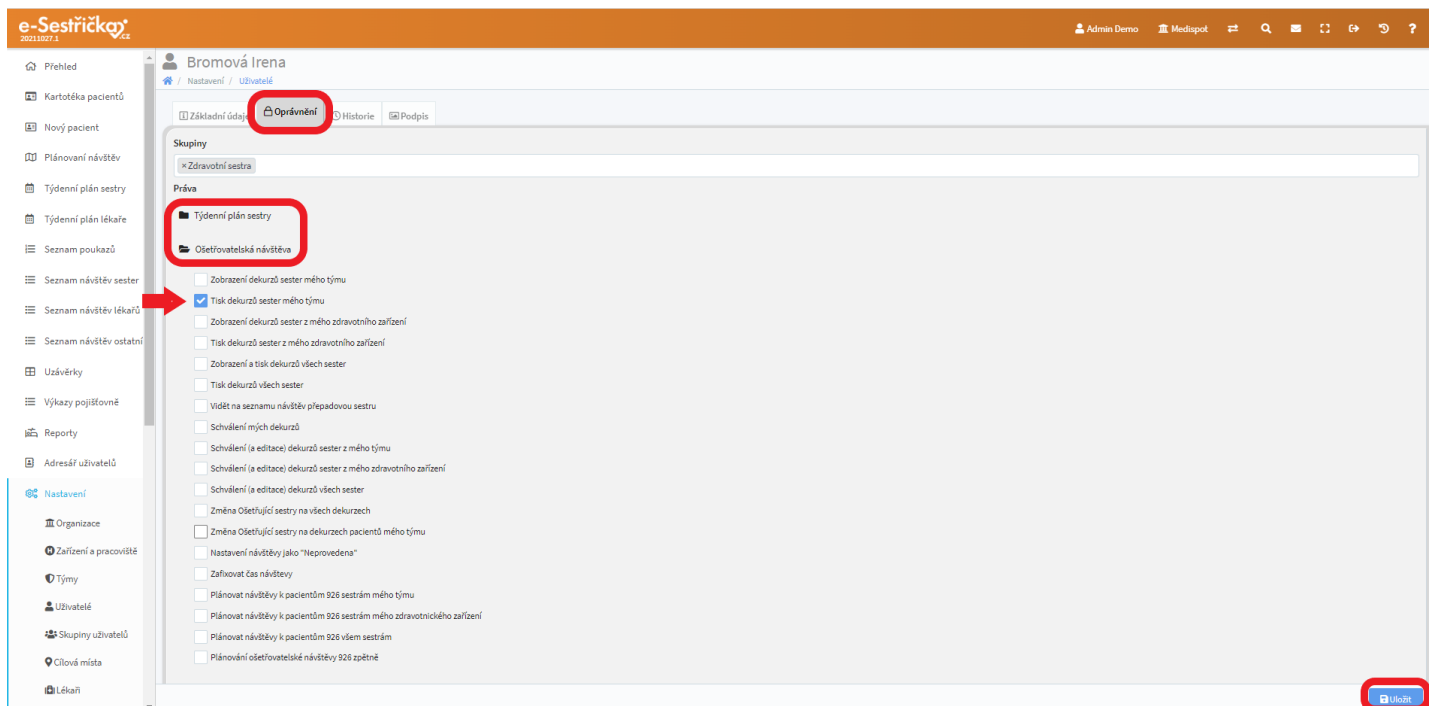 e-Sestřička.cz
20211027.1
Admin Demo
Medispot
?
Přehled
Kartotéka pacientů
Nový pacient
Plánovaní návštěv
Týdenní plán sestry
Týdenní plán lékaře
Seznam poukazů
Seznam návštěv sester
Seznam návštěv lékařů
Seznam návštěv ostatní
Uzávěrky
Výkazy pojišťovně
Reporty
Adresář uživatelů
Nastavení
Organizace
Zařízení a pracoviště
Týmy
Uživatelé
Skupiny uživatelů
Cílová místa
Lékaři
Bromová Irena
/ Nastavení / Uživatelé
Základní údaje
Oprávnění
Historie
Podpis
Skupiny
×Zdravotní sestra
Práva
Týdenní plán sestry
Ošetřovatelská návštěva
Zobrazení dekurzů sester mého týmu
Tisk dekurzů sester mého týmu
Zobrazení dekurzů sester z mého zdravotního zařízení
Tisk dekurzů sester z mého zdravotního zařízení
Zobrazení a tisk dekurzů všech sester
Tisk dekurzů všech sester
Vidět na seznamu návštěv přepadovou sestru
Schválení mých dekurzů
Schválení (a editace) dekurzů sester z mého týmu
Schválení (a editace) dekurzů sester z mého zdravotního zařízení
Schválení (a editace) dekurzů všech sester
Změna Ošetřující sestry na všech dekurzech
Změna Ošetřující sestry na dekurzech pacientů mého týmu
Nastavení návštěvy jako "Neprovedena"
Zafixovat čas návštevy
Plánovat návštěvy k pacientům 926 sestrám mého týmu
Plánovat návštěvy k pacientům 926 sestrám mého zdravotnického zařízení
Plánovat návštěvy k pacientům 926 všem sestrám
Plánování ošetřovatelské návštěvy 926 zpětně
Uložit